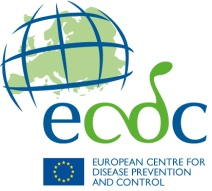 ecdc
EUROPEAN CENTRE FOR
DISEASE PREVENTION
AND CONTROL